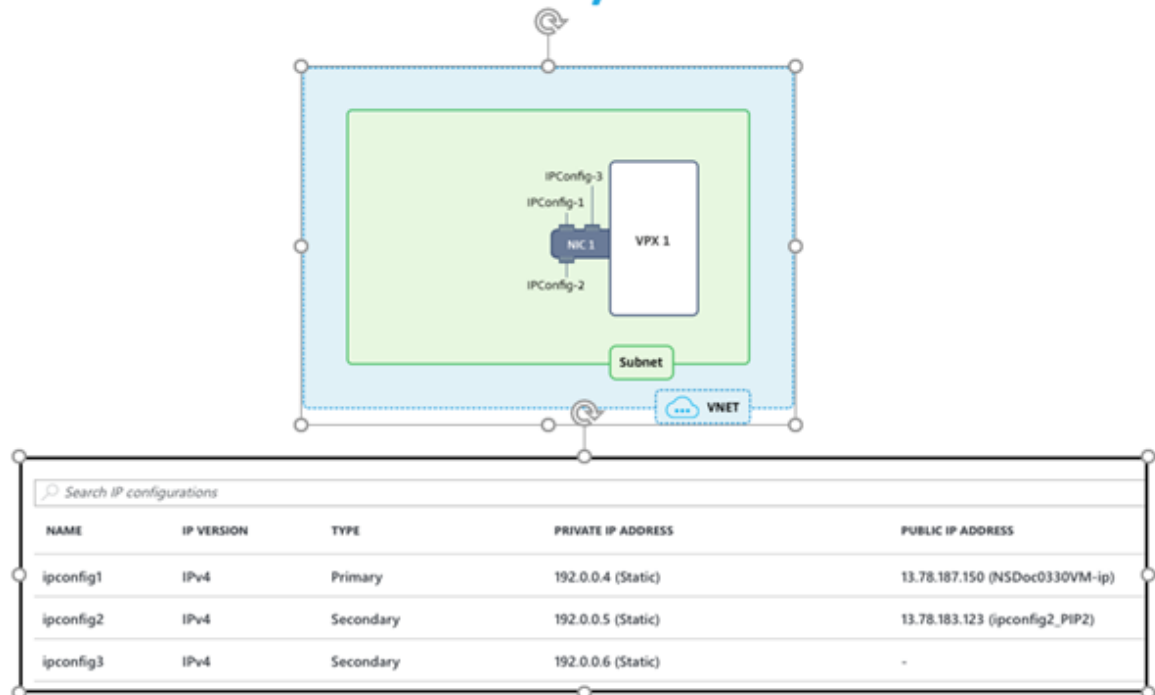 IPConfig-3
IPConfig-1
NIC 1
VPX 1
IPConfig-2
Subnet
VNET
Search IP configurations
NAME IP VERSION TYPE PRIVATE IP ADDRESS PUBLIC IP ADDRESS
ipconfig1 IPv4 Primary 192.0.0.4 (Static) 13.78.187.150 (NSDoc0330VM-ip)
ipconfig2 IPv4 Secondary 192.0.0.5 (Static) 13.78.183.123 (ipconfig2_PIP2)
ipconfig3 IPv4 Secondary 192.0.0.6 (Static) -